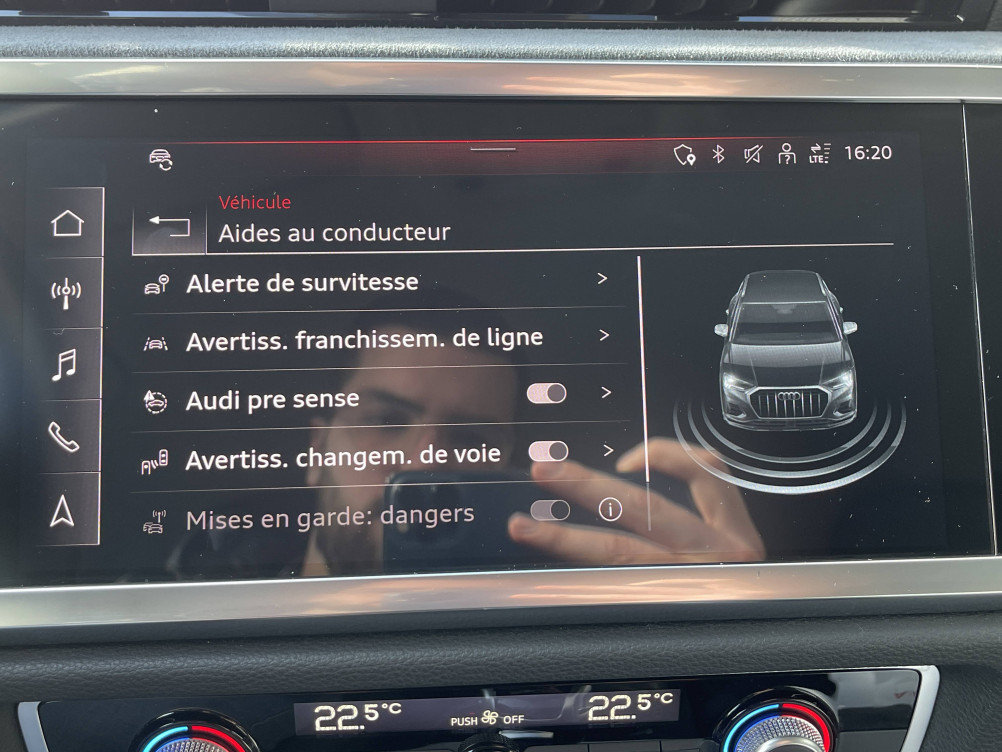 LTE
16:20
Véhicule
Aides au conducteur
Alerte de survitesse
Avertiss. franchissem. de ligne
Audi pre sense
Avertiss. changem. de voie
Mises en garde: dangers
22.5°C
PUSH OFF
22.5°C